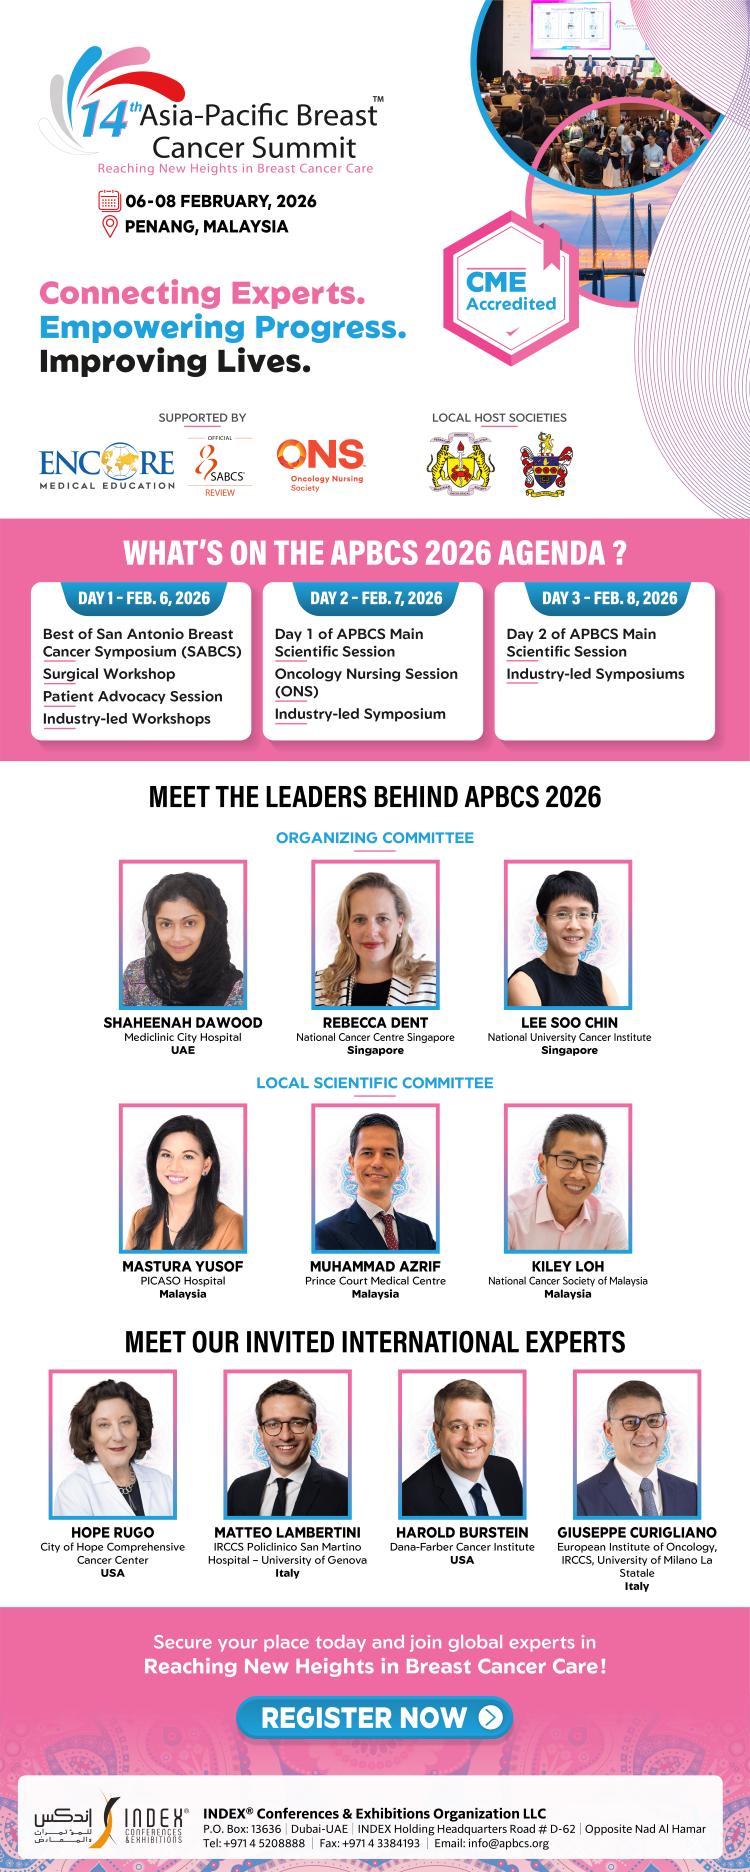 14th Asia-Pacific Breast™
Cancer Summit
Reaching New Heights in Breast Cancer Care
06-08 FEBRUARY, 2026
PENANG, MALAYSIA
CME
Accredited
Connecting Experts.
Empowering Progress.
Improving Lives.
SUPPORTED BY
ENCORE
MEDICAL EDUCATION
OFFICIAL
SABCS®
REVIEW
ONS
Oncology Nursing
Society
LOCAL HOST SOCIETIES
WHAT'S ON THE APBCS 2026 AGENDA ?
DAY 1 – FEB. 6, 2026
Best of San Antonio Breast
Cancer Symposium (SABCS)
Surgical Workshop
Patient Advocacy Session
Industry-led Workshops
DAY 2 – FEB. 7, 2026
Day 1 of APBCS Main
Scientific Session
Oncology Nursing Session
(ONS)
Industry-led Symposium
DAY 3 – FEB. 8, 2026
Day 2 of APBCS Main
Scientific Session
Industry-led Symposiums
MEET THE LEADERS BEHIND APBCS 2026
ORGANIZING COMMITTEE
SHAHEENAH DAWOOD
Mediclinic City Hospital
UAE
REBECCA DENT
National Cancer Centre Singapore
Singapore
LEE SOO CHIN
National University Cancer Institute
Singapore
LOCAL SCIENTIFIC COMMITTEE
MASTURA YUSOF
PICASO Hospital
Malaysia
MUHAMMAD AZRIF
Prince Court Medical Centre
Malaysia
KILEY LOH
National Cancer Society of Malaysia
Malaysia
MEET OUR INVITED INTERNATIONAL EXPERTS
HOPE RUGO
City of Hope Comprehensive
Cancer Center
USA
MATTEO LAMBERTINI
IRCCS Policlinico San Martino
Hospital – University of Genova
Italy
HAROLD BURSTEIN
Dana-Farber Cancer Institute
USA
GIUSEPPE CURIGLIANO
European Institute of Oncology,
IRCCS, University of Milano La
Statale
Italy
Secure your place today and join global experts in
Reaching New Heights in Breast Cancer Care!
REGISTER NOW
إندكس
للمؤتمرات
والمعارض
INDEX®
CONFERENCES
& EXHIBITIONS
INDEX® Conferences & Exhibitions Organization LLC
P.O. Box: 13636 | Dubai-UAE | INDEX Holding Headquarters Road # D-62 | Opposite Nad Al Hamar
Tel: +971 4 5208888 | Fax: +971 4 3384193 | Email: info@apbcs.org